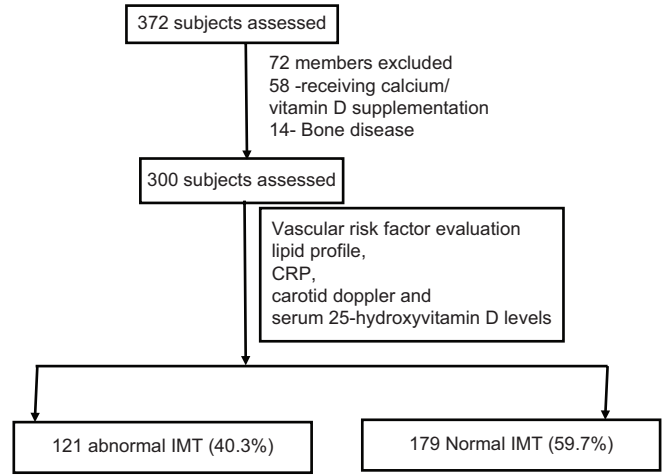 372 subjects assessed
72 members excluded
58 -receiving calcium/
vitamin D supplementation
14- Bone disease
300 subjects assessed
Vascular risk factor evaluation
lipid profile,
CRP,
carotid doppler and
serum 25-hydroxyvitamin D levels
121 abnormal IMT (40.3%)
179 Normal IMT (59.7%)